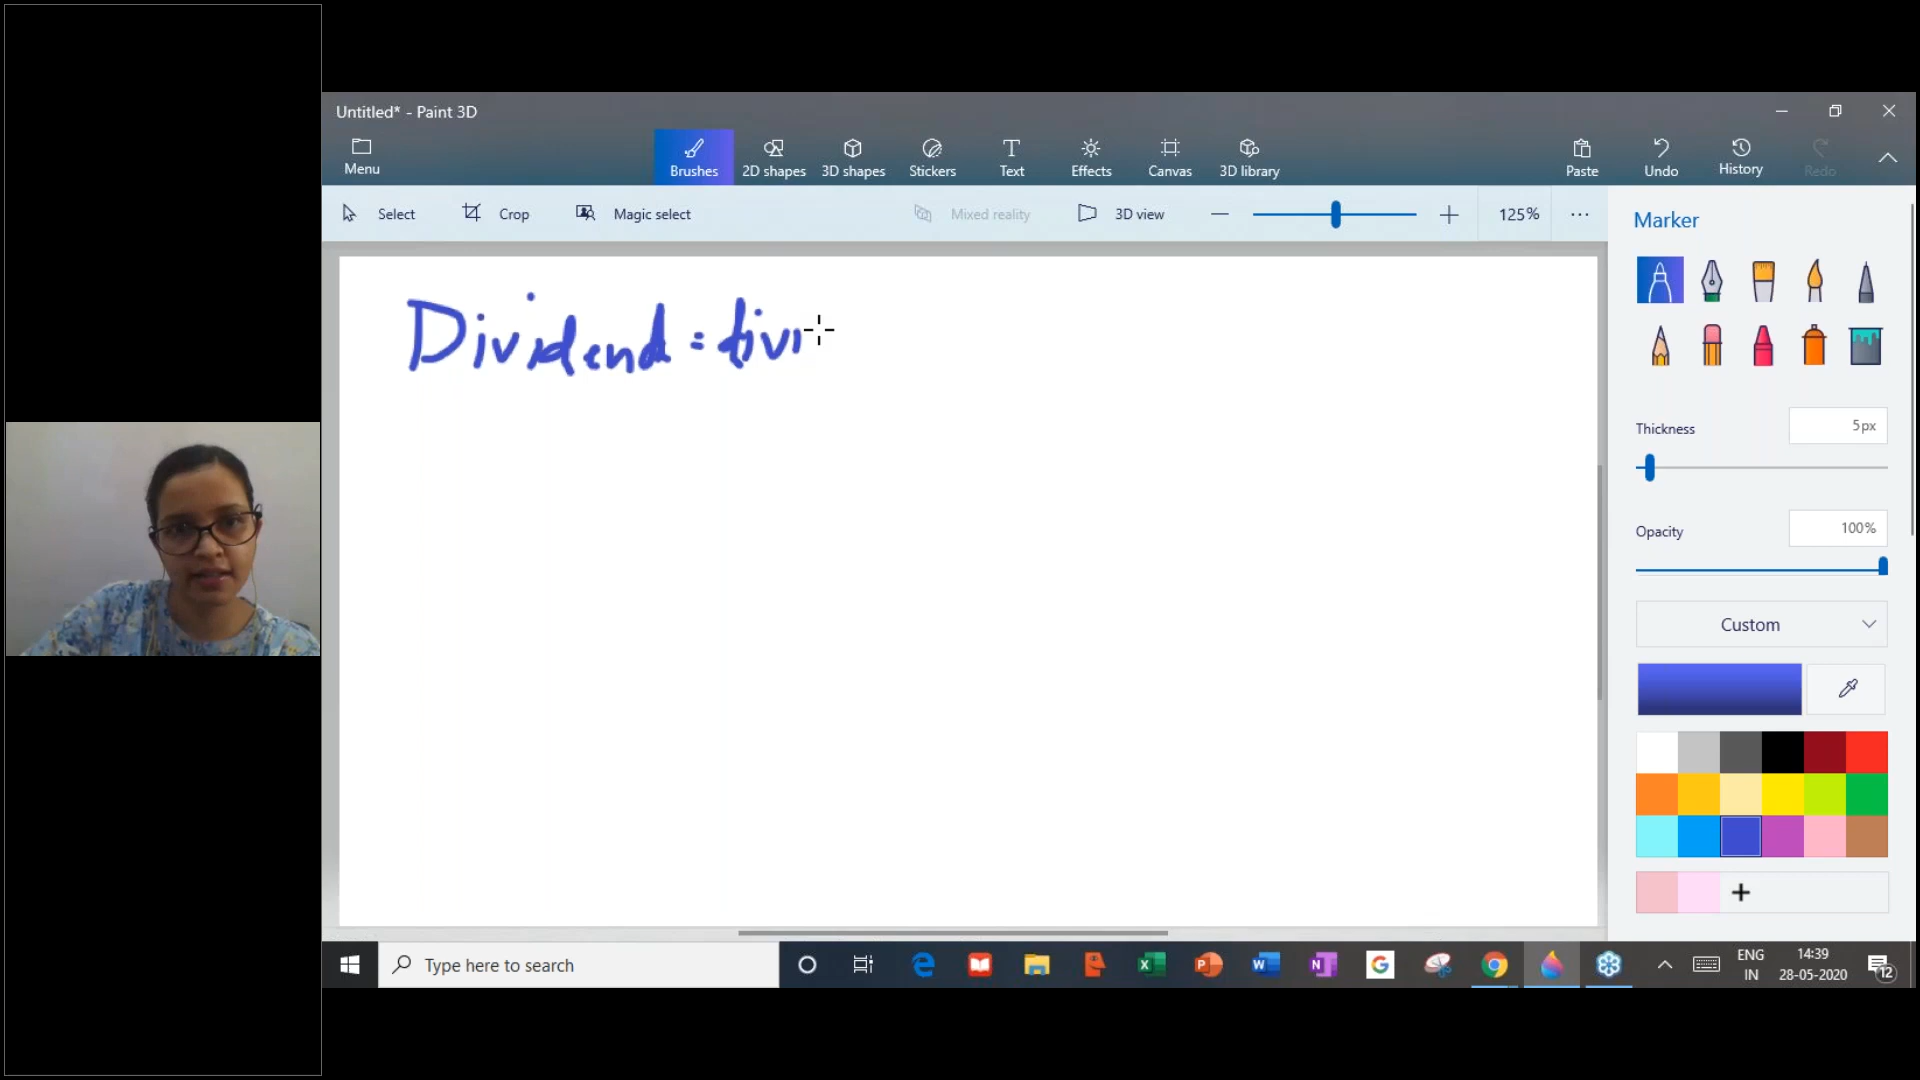 Untitled* - Paint 3D
Menu
Brushes
2D shapes
3D shapes
Stickers
Text
Effects
Canvas
3D library
Paste
Undo
History
Redo
Select
Crop
Magic select
Mixed reality
3D view
125%
Marker
Dividend = divi
Thickness
5px
Opacity
100%
Custom
Type here to search
ENG
IN
14:39
28-05-2020
12